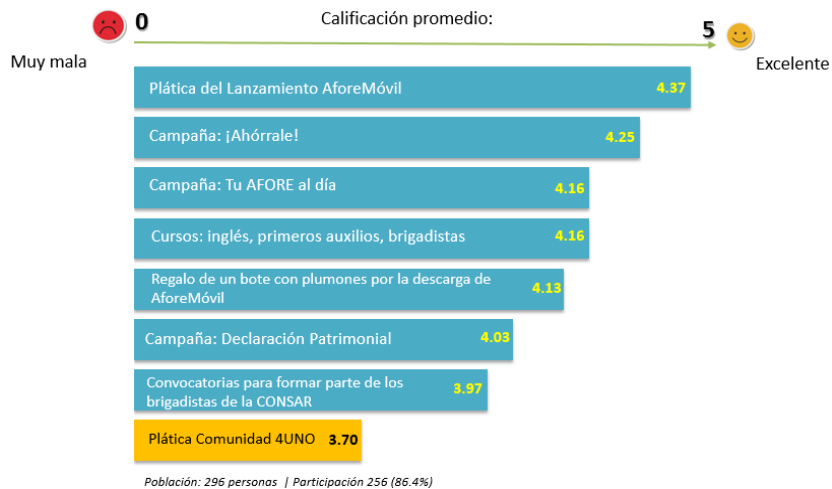 Calificación promedio:
0
5
Muy mala
Excelente
Plática del Lanzamiento AforeMóvil 4.37
Campaña: ¡Ahórrale! 4.25
Campaña: Tu AFORE al día 4.16
Cursos: inglés, primeros auxilios, brigadistas 4.16
Regalo de un bote con plumones por la descarga de
AforeMóvil 4.13
Campaña: Declaración Patrimonial 4.03
Convocatorias para formar parte de los
brigadistas de la CONSAR 3.97
Plática Comunidad 4UNO 3.70
Población: 296 personas | Participación 256 (86.4%)